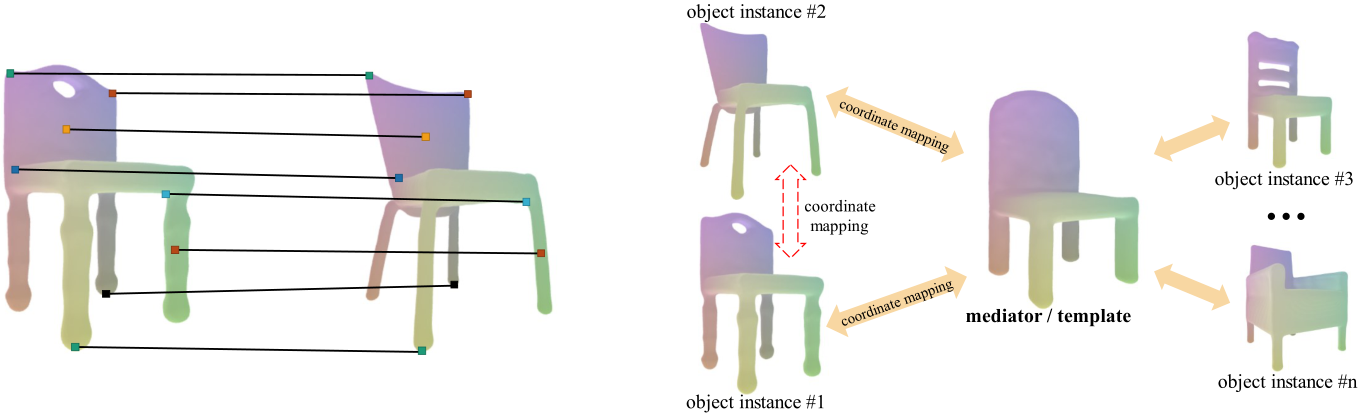 object instance #2
coordinate mapping
object instance #3
coordinate
mapping
coordinate mapping
mediator / template
object instance #n
object instance #1